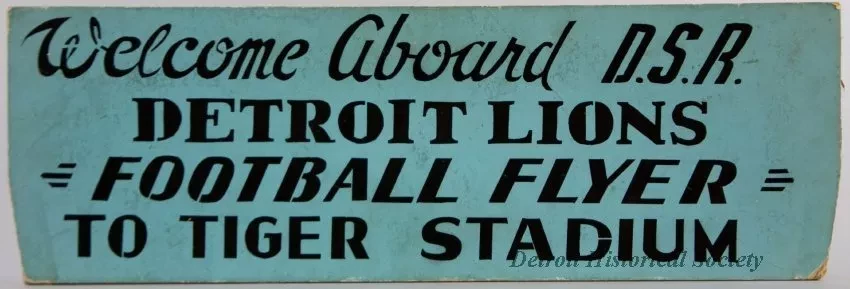 Welcome Aboard D.S.R.
DETROIT LIONS
FOOTBALL FLYER
TO TIGER STADIUM
Detroit Historical Society